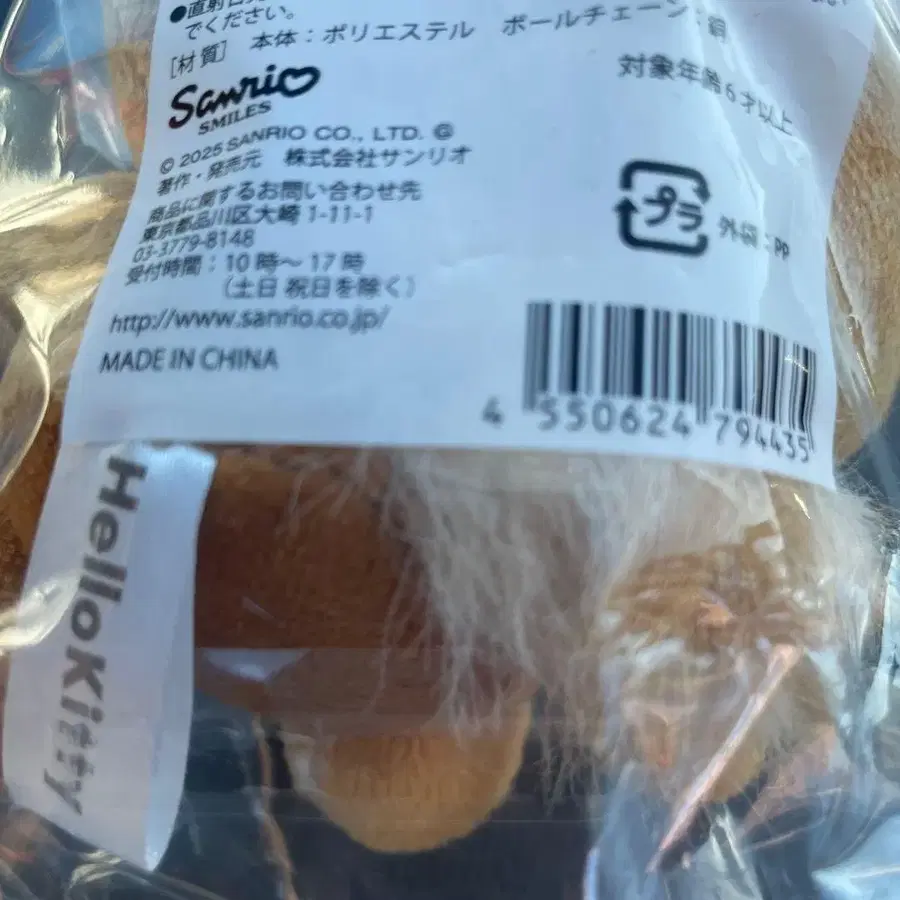 ●直射日光
でください。
[材質] 本体：ポリエステル ボールチェーン：銅
対象年齢6才以上
Sanrio
SMILES
© 2025 SANRIO CO., LTD. Ⓖ
著作・発売元 株式会社サンリオ
商品に関するお問い合わせ先
東京都品川区大崎 1-11-1
03-3779-8148
受付時間：10時～17時
（土日 祝日を除く）
http://www.sanrio.co.jp/
MADE IN CHINA
プラ
外袋：PP
4 550624 794435
Hello Kitty